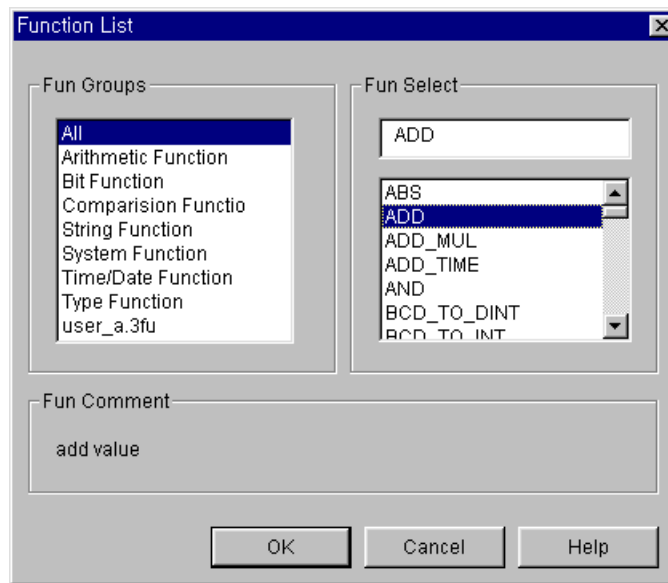 Function List
Fun Groups
All
Arithmetic Function
Bit Function
Comparision Functio
String Function
System Function
Time/Date Function
Type Function
user_a.3fu
Fun Select
ADD
ABS
ADD
ADD_MUL
ADD_TIME
AND
BCD_TO_DINT
BCD_TO_INT
Fun Comment
add value
OK
Cancel
Help